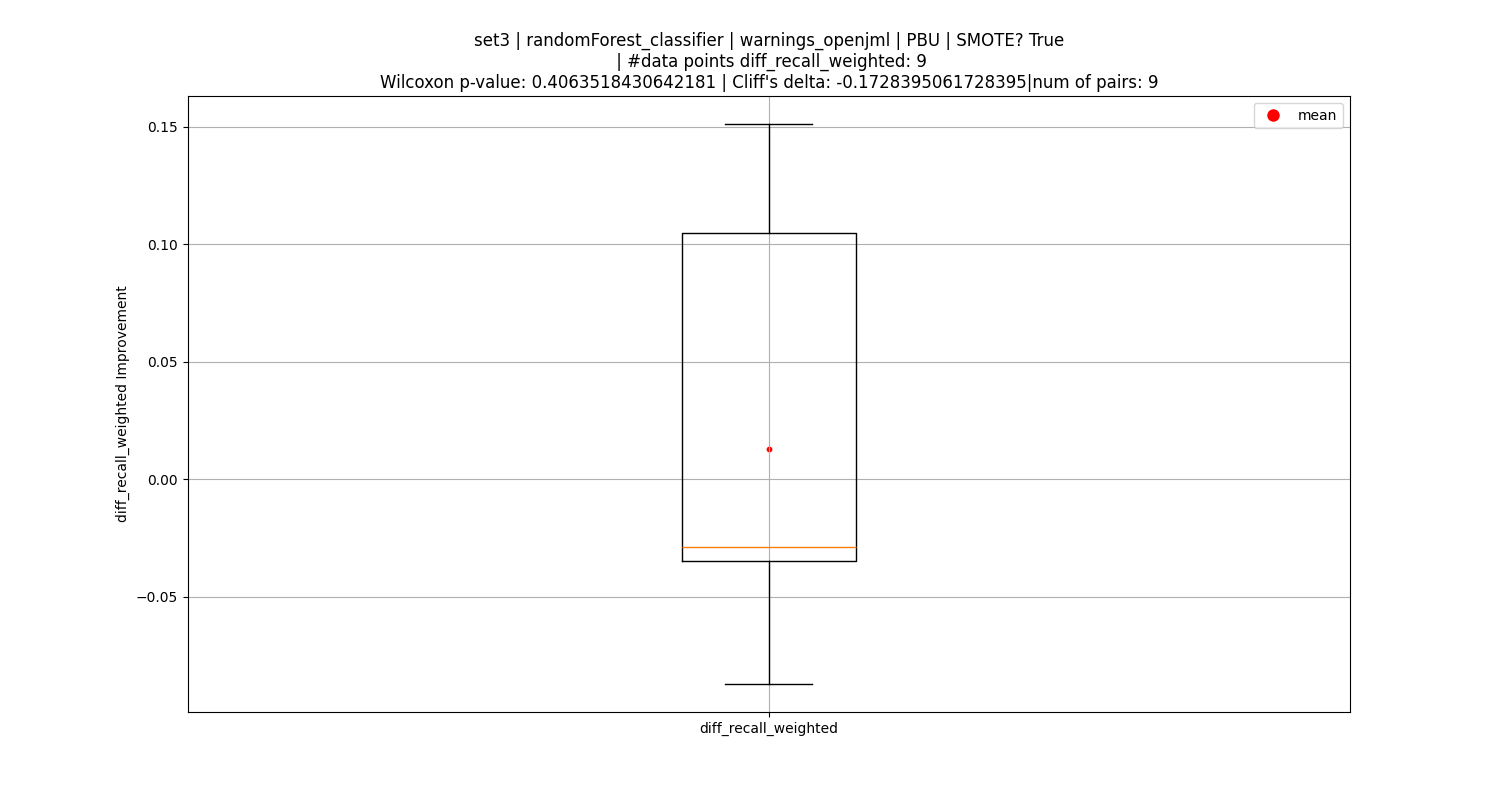 set3 | randomForest_classifier | warnings_openjml | PBU | SMOTE? True
| #data points diff_recall_weighted: 9
Wilcoxon p-value: 0.4063518430642181 | Cliff's delta: -0.1728395061728395|num of pairs: 9
mean
0.15
0.10
0.05
0.00
−0.05
diff_recall_weighted Improvement
diff_recall_weighted